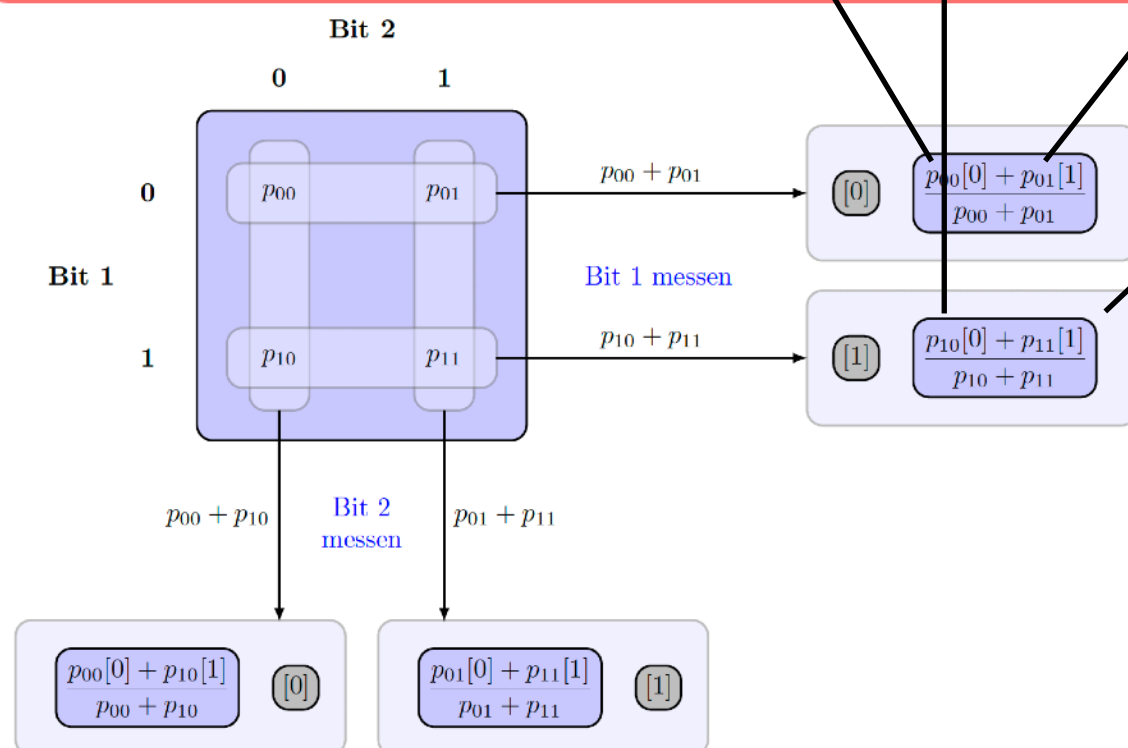 Bit 2
0 1
0 p₀₀ p₀₁ p₀₀ + p₀₁ [0] p₀₀[0] + p₀₁[1]
p₀₀ + p₀₁
Bit 1 Bit 1 messen
1 p₁₀ p₁₁ p₁₀ + p₁₁ [1] p₁₀[0] + p₁₁[1]
p₁₀ + p₁₁
p₀₀ + p₁₀ Bit 2 p₀₁ + p₁₁
messen
p₀₀[0] + p₁₀[1] [0] p₀₁[0] + p₁₁[1] [1]
p₀₀ + p₁₀ p₀₁ + p₁₁